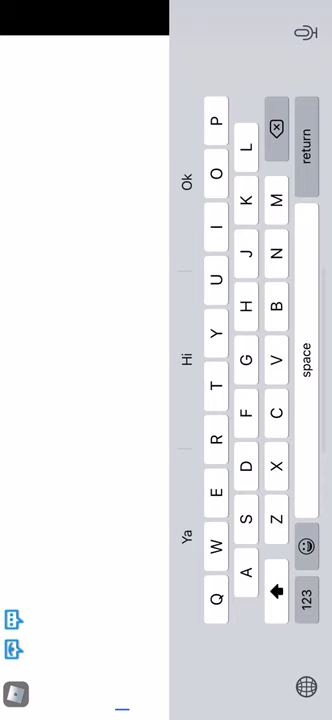 Ya Hi Ok
Q W E R T Y U I O P
A S D F G H J K L
Z X C V B N M
123 space return